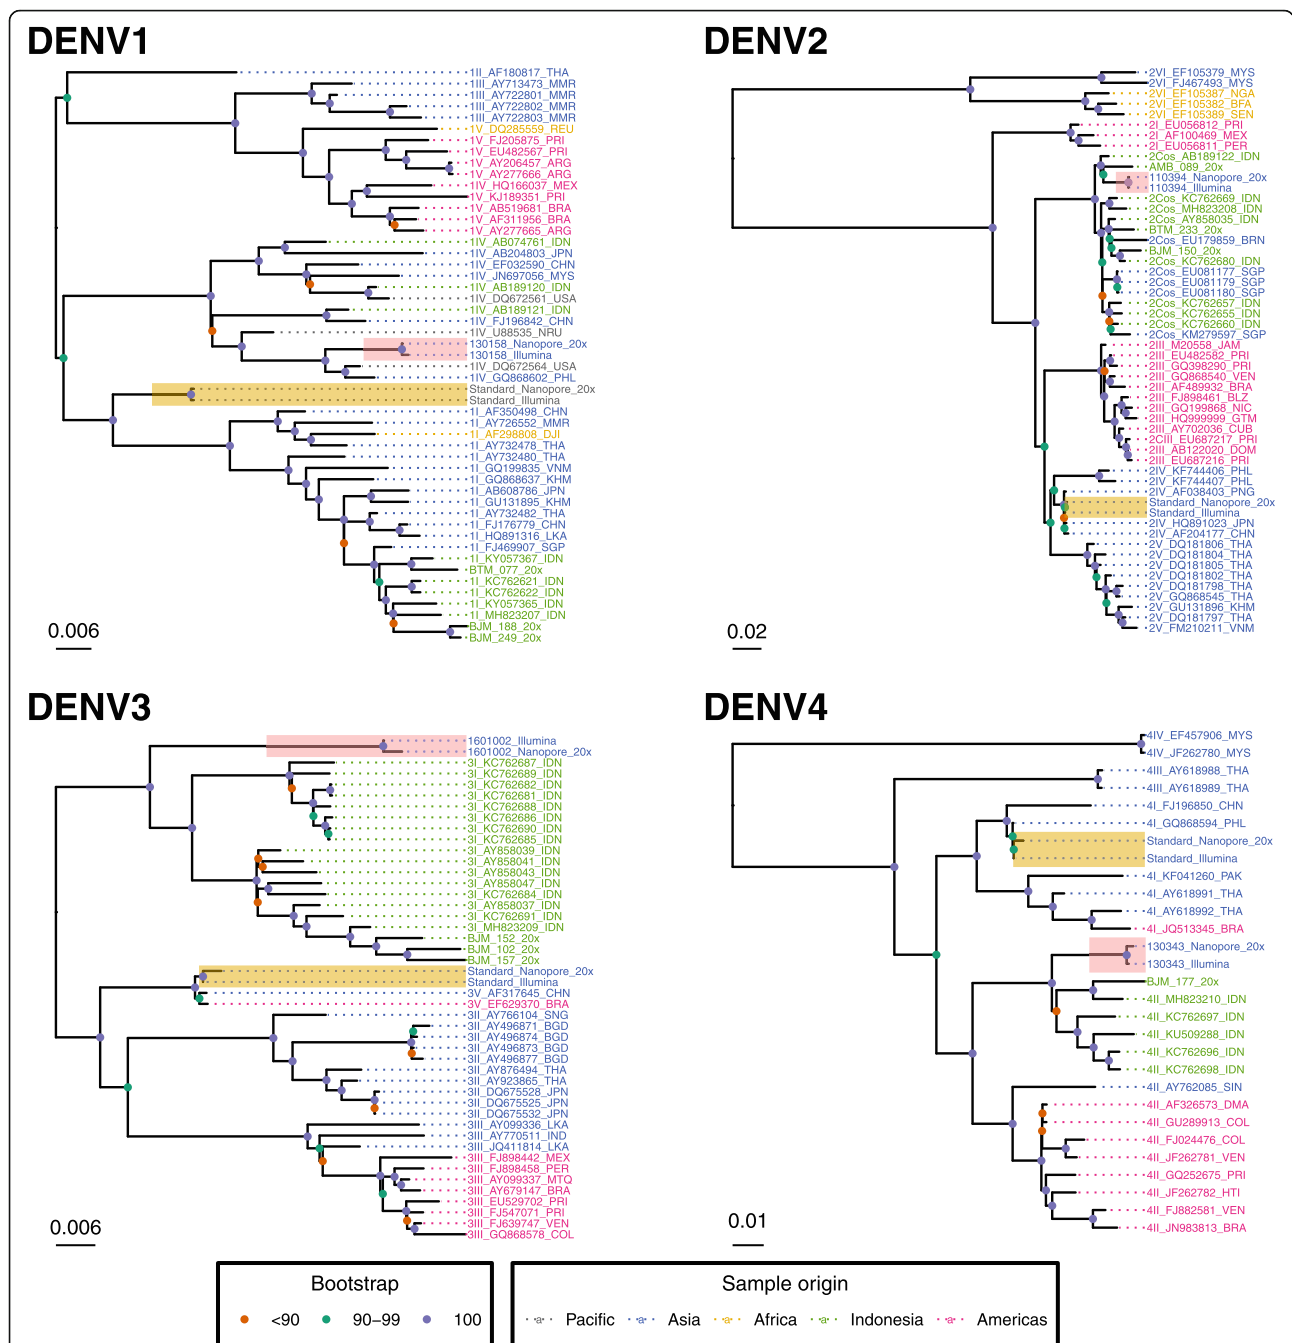 DENV1
1II_AF180817_THA
1III_AY713473_MMR
1III_AY722801_MMR
1III_AY722802_MMR
1III_AY722803_MMR
1V_DQ285559_REU
1V_FJ205875_PRI
1V_EU482567_PRI
1V_AY206457_ARG
1V_AY277666_ARG
1IV_HQ166037_MEX
1V_KJ189351_PRI
1V_AB519681_BRA
1V_AF311956_BRA
1V_AY277665_ARG
1IV_AB074761_IDN
1IV_AB204803_JPN
1IV_EF032590_CHN
1IV_JN697056_MYS
1IV_AB189120_IDN
1IV_DQ672561_USA
1IV_AB189121_IDN
1IV_FJ196842_CHN
1IV_U88535_NRU
130158_Nanopore_20x
130158_Illumina
1IV_DQ672564_USA
1IV_GQ868602_PHL
Standard_Nanopore_20x
Standard_Illumina
1I_AF350498_CHN
1I_AY726552_MMR
1I_AF298808_DJI
1I_AY732478_THA
1I_AY732480_THA
1I_GQ199835_VNM
1I_GQ868637_KHM
1I_AB608786_JPN
1I_GU131895_KHM
1I_AY732482_THA
1I_FJ176779_CHN
1I_HQ891316_LKA
1I_FJ469907_SGP
1I_KY057367_IDN
BTM_077_20x
1I_KC762621_IDN
1I_KC762622_IDN
1I_KY057365_IDN
1I_MH823207_IDN
BJM_188_20x
BJM_249_20x
0.006
DENV2
2VI_EF105379_MYS
2VI_FJ467493_MYS
2VI_EF105387_NGA
2VI_EF105382_BFA
2VI_EF105389_SEN
2I_EU056812_PRI
2I_AF100469_MEX
2I_EU056811_PER
2Cos_AB189122_IDN
AMB_089_20x
110394_Nanopore_20x
110394_Illumina
2Cos_KC762669_IDN
2Cos_MH823208_IDN
2Cos_AY858035_IDN
BTM_233_20x
2Cos_EU179859_BRN
BJM_150_20x
2Cos_KC762680_IDN
2Cos_EU081177_SGP
2Cos_EU081179_SGP
2Cos_EU081180_SGP
2Cos_KC762657_IDN
2Cos_KC762655_IDN
2Cos_KC762660_IDN
2Cos_KM279597_SGP
2III_M20558_JAM
2III_EU482582_PRI
2III_GQ398290_PRI
2III_GQ868540_VEN
2III_AF489932_BRA
2III_FJ898461_BLZ
2III_GQ199868_NIC
2III_HQ999999_GTM
2III_AY702036_CUB
2CIII_EU687217_PRI
2III_AB122020_DOM
2III_EU687216_PRI
2IV_KF744406_PHL
2IV_KF744407_PHL
2IV_AF038403_PNG
Standard_Nanopore_20x
Standard_Illumina
2IV_HQ891023_JPN
2IV_AF204177_CHN
2V_DQ181806_THA
2V_DQ181804_THA
2V_DQ181805_THA
2V_DQ181802_THA
2V_DQ181798_THA
2V_GQ868545_THA
2V_GU131896_KHM
2V_DQ181797_THA
2V_FM210211_VNM
0.02
DENV3
1601002_Illumina
1601002_Nanopore_20x
3I_KC762687_IDN
3I_KC762689_IDN
3I_KC762682_IDN
3I_KC762681_IDN
3I_KC762688_IDN
3I_KC762686_IDN
3I_KC762690_IDN
3I_KC762685_IDN
3I_AY858039_IDN
3I_AY858041_IDN
3I_AY858043_IDN
3I_AY858047_IDN
3I_KC762684_IDN
3I_AY858037_IDN
3I_KC762691_IDN
3I_MH823209_IDN
BJM_152_20x
BJM_102_20x
BJM_157_20x
Standard_Nanopore_20x
Standard_Illumina
3V_AF317645_CHN
3V_EF629370_BRA
3II_AY766104_SNG
3II_AY496871_BGD
3II_AY496874_BGD
3II_AY496873_BGD
3II_AY496877_BGD
3II_AY876494_THA
3II_AY923865_THA
3II_DQ675528_JPN
3II_DQ675525_JPN
3II_DQ675532_JPN
3III_AY099336_LKA
3III_AY770511_IND
3III_JQ411814_LKA
3III_FJ898442_MEX
3III_FJ898458_PER
3III_AY099337_MTQ
3III_AY679147_BRA
3III_EU529702_PRI
3III_FJ547071_PRI
3III_FJ639747_VEN
3III_GQ868578_COL
0.006
DENV4
4IV_EF457906_MYS
4IV_JF262780_MYS
4III_AY618988_THA
4III_AY618989_THA
4I_FJ196850_CHN
4I_GQ868594_PHL
Standard_Nanopore_20x
Standard_Illumina
4I_KF041260_PAK
4I_AY618991_THA
4I_AY618992_THA
4I_JQ513345_BRA
130343_Nanopore_20x
130343_Illumina
BJM_177_20x
4II_MH823210_IDN
4II_KC762697_IDN
4II_KU509288_IDN
4II_KC762696_IDN
4II_KC762698_IDN
4II_AY762085_SIN
4II_AF326573_DMA
4II_GU289913_COL
4II_FJ024476_COL
4II_JF262781_VEN
4II_GQ252675_PRI
4II_JF262782_HTI
4II_FJ882581_VEN
4II_JN983813_BRA
0.01
Bootstrap
<90 90–99 100
Sample origin
a Pacific a Asia a Africa a Indonesia a Americas